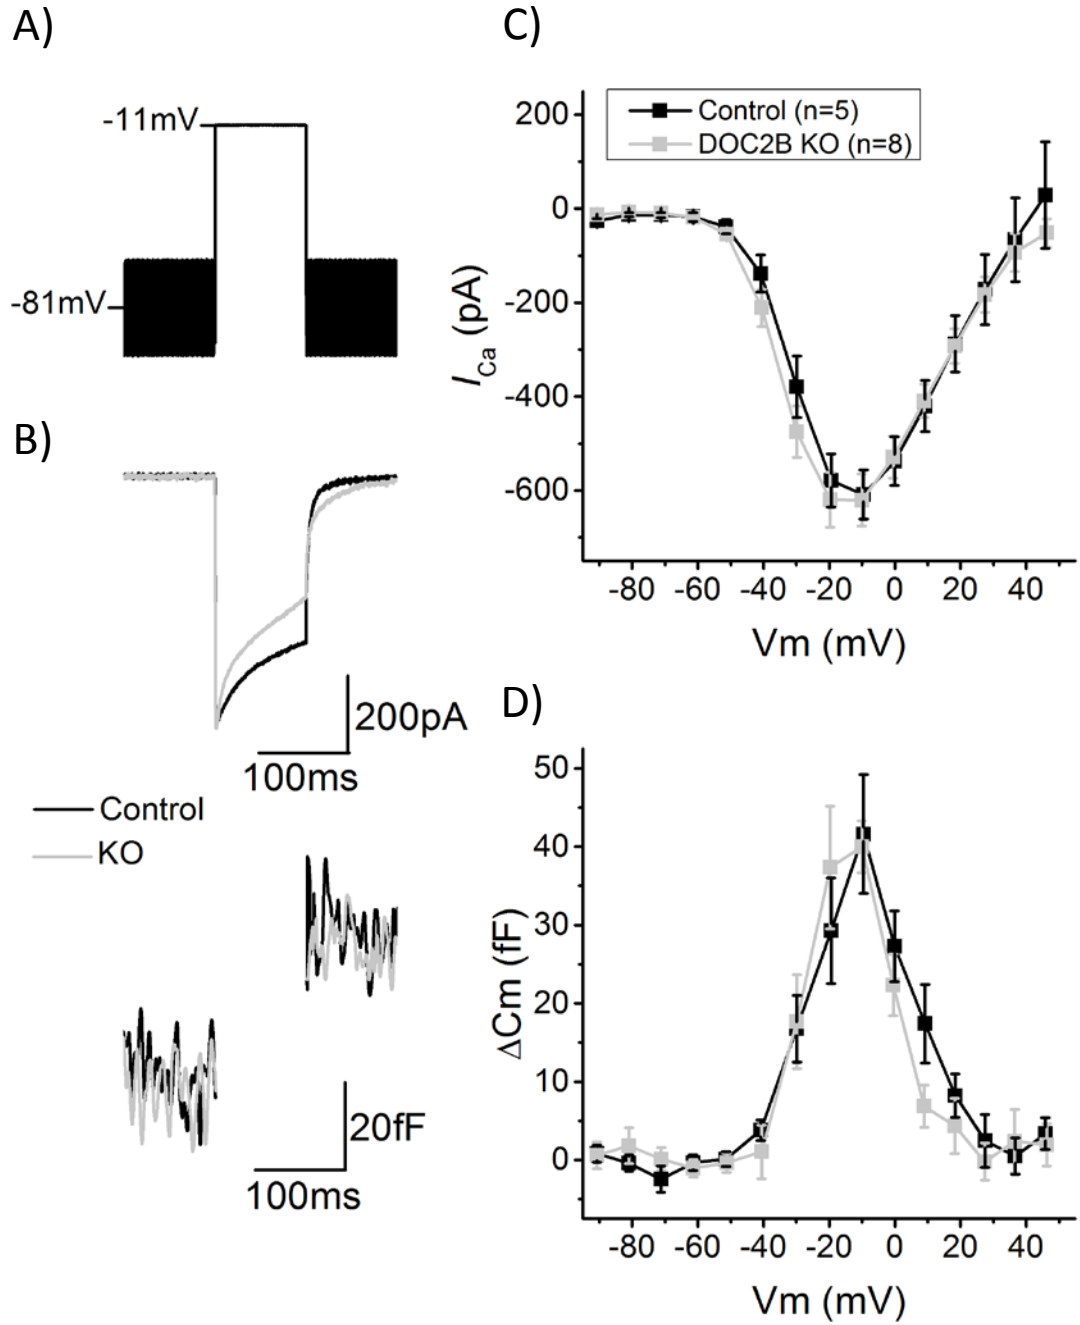 A)
-11mV
-81mV
B)
200pA
100ms
Control
KO
20fF
100ms
C)
Control (n=5)
DOC2B KO (n=8)
200
0
-200
-400
-600
I Ca (pA)
-80 -60 -40 -20 0 20 40
Vm (mV)
D)
50
40
30
20
10
0
ΔCm (fF)
-80 -60 -40 -20 0 20 40
Vm (mV)